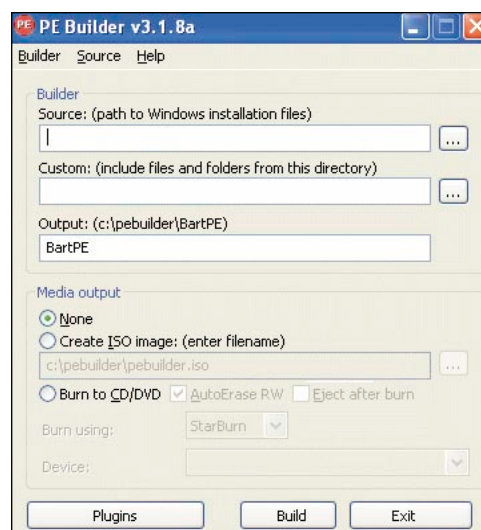 PE Builder v3.1.8a
Builder Source Help
Builder
Source: (path to Windows installation files)
...
Custom: (include files and folders from this directory)
...
Output: (c:\pebuilder\BartPE)
BartPE
Media output
None
Create ISO image: (enter filename)
c:\pebuilder\pebuilder.iso
...
Burn to CD/DVD AutoErase RW Eject after burn
Burn using: StarBurn
Device:
Plugins Build Exit